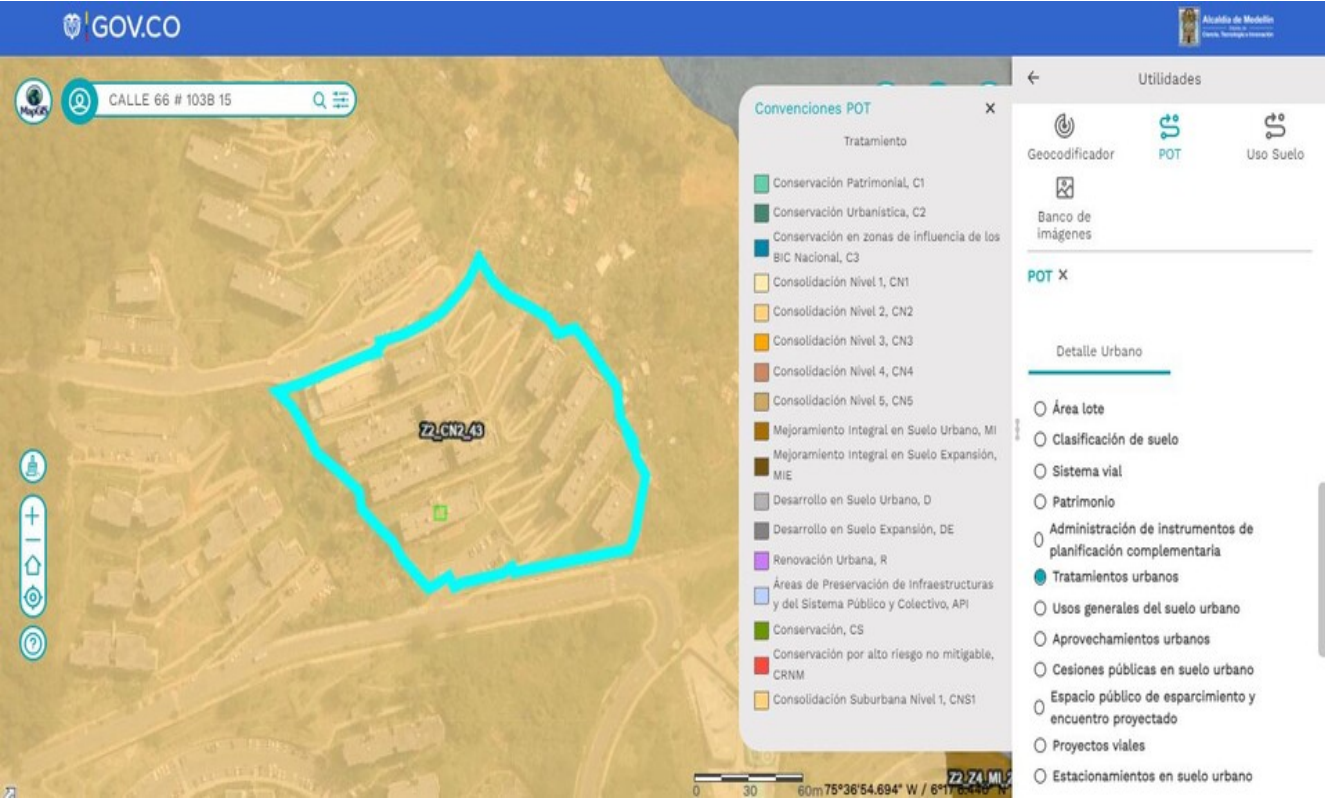 GOV.CO
Alcaldía de Medellín
Ciencia, Tecnología e Innovación
MapGIS
CALLE 66 # 103B 15
Convenciones POT
Tratamiento
Conservación Patrimonial, C1
Conservación Urbanística, C2
Conservación en zonas de influencia de los
BIC Nacional, C3
Consolidación Nivel 1, CN1
Consolidación Nivel 2, CN2
Consolidación Nivel 3, CN3
Consolidación Nivel 4, CN4
Consolidación Nivel 5, CN5
Mejoramiento Integral en Suelo Urbano, MI
Mejoramiento Integral en Suelo Expansión,
MIE
Desarrollo en Suelo Urbano, D
Desarrollo en Suelo Expansión, DE
Renovación Urbana, R
Áreas de Preservación de Infraestructuras
y del Sistema Público y Colectivo, API
Conservación, CS
Conservación por alto riesgo no mitigable,
CRNM
Consolidación Suburbana Nivel 1, CNS1
Z2_CN2_43
0 30 60m
75°36'54.694" W /
Utilidades
Geocodificador
POT
Uso Suelo
Banco de
imágenes
POT X
Detalle Urbano
Área lote
Clasificación de suelo
Sistema vial
Patrimonio
Administración de instrumentos de
planificación complementaria
Tratamientos urbanos
Usos generales del suelo urbano
Aprovechamientos urbanos
Cesiones públicas en suelo urbano
Espacio público de esparcimiento y
encuentro proyectado
Proyectos viales
Estacionamientos en suelo urbano